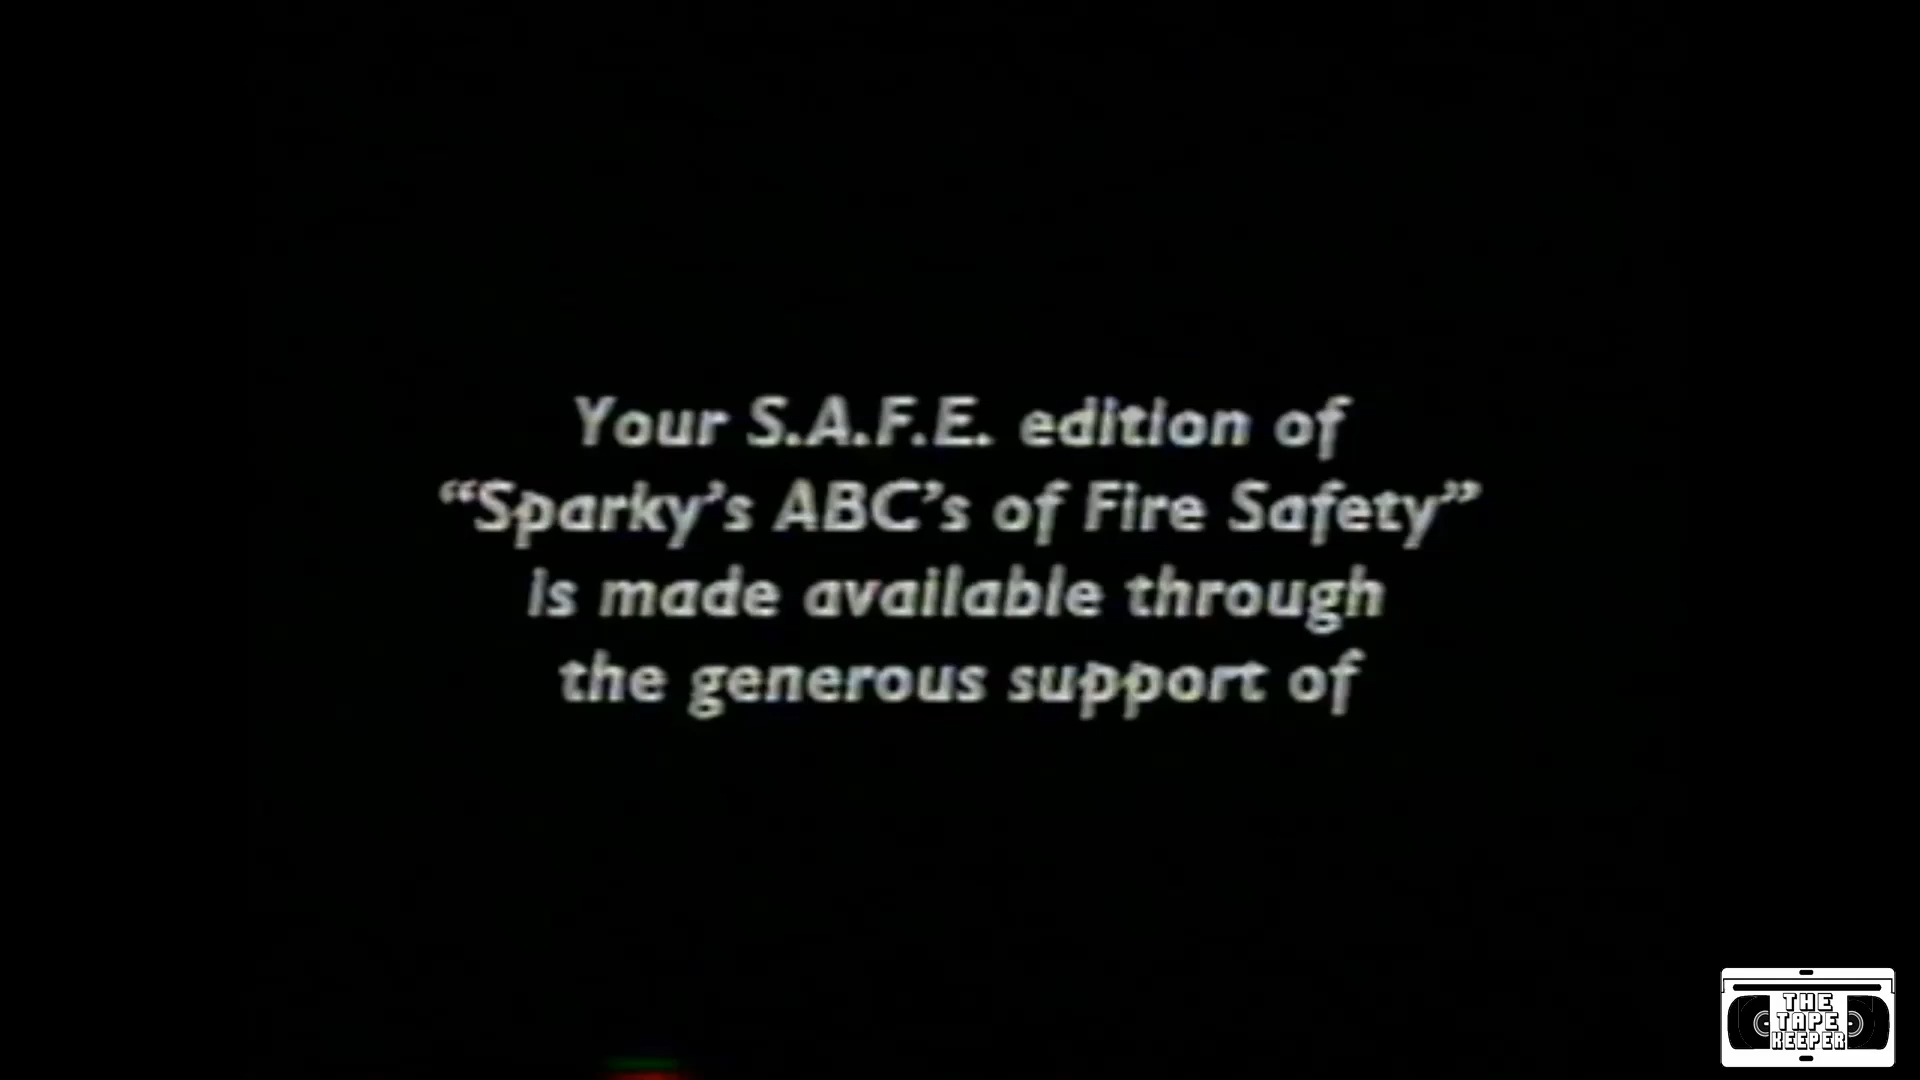 Your S.A.F.E. edition of
“Sparky’s ABC’s of Fire Safety”
is made available through
the generous support of
THE
TAPE
KEEPER